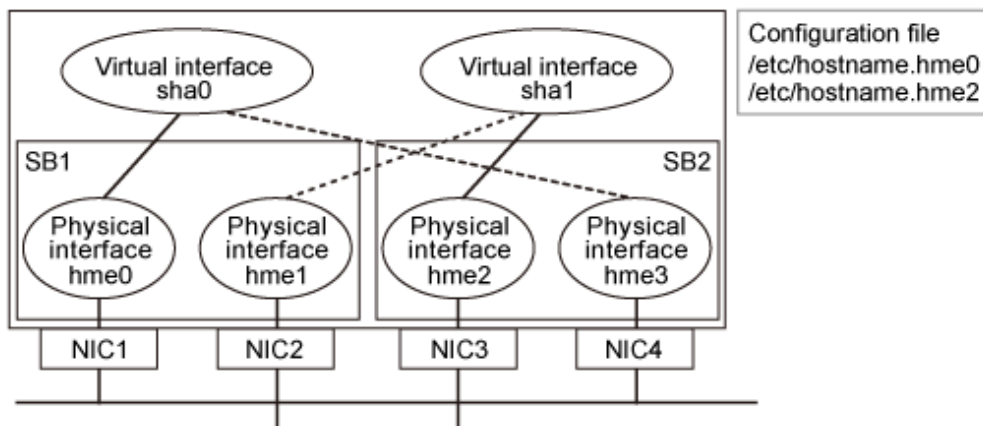 Virtual interface
sha0
Virtual interface
sha1
Configuration file
/etc/hostname.hme0
/etc/hostname.hme2
SB1
SB2
Physical
interface
hme0
Physical
interface
hme1
Physical
interface
hme2
Physical
interface
hme3
NIC1
NIC2
NIC3
NIC4